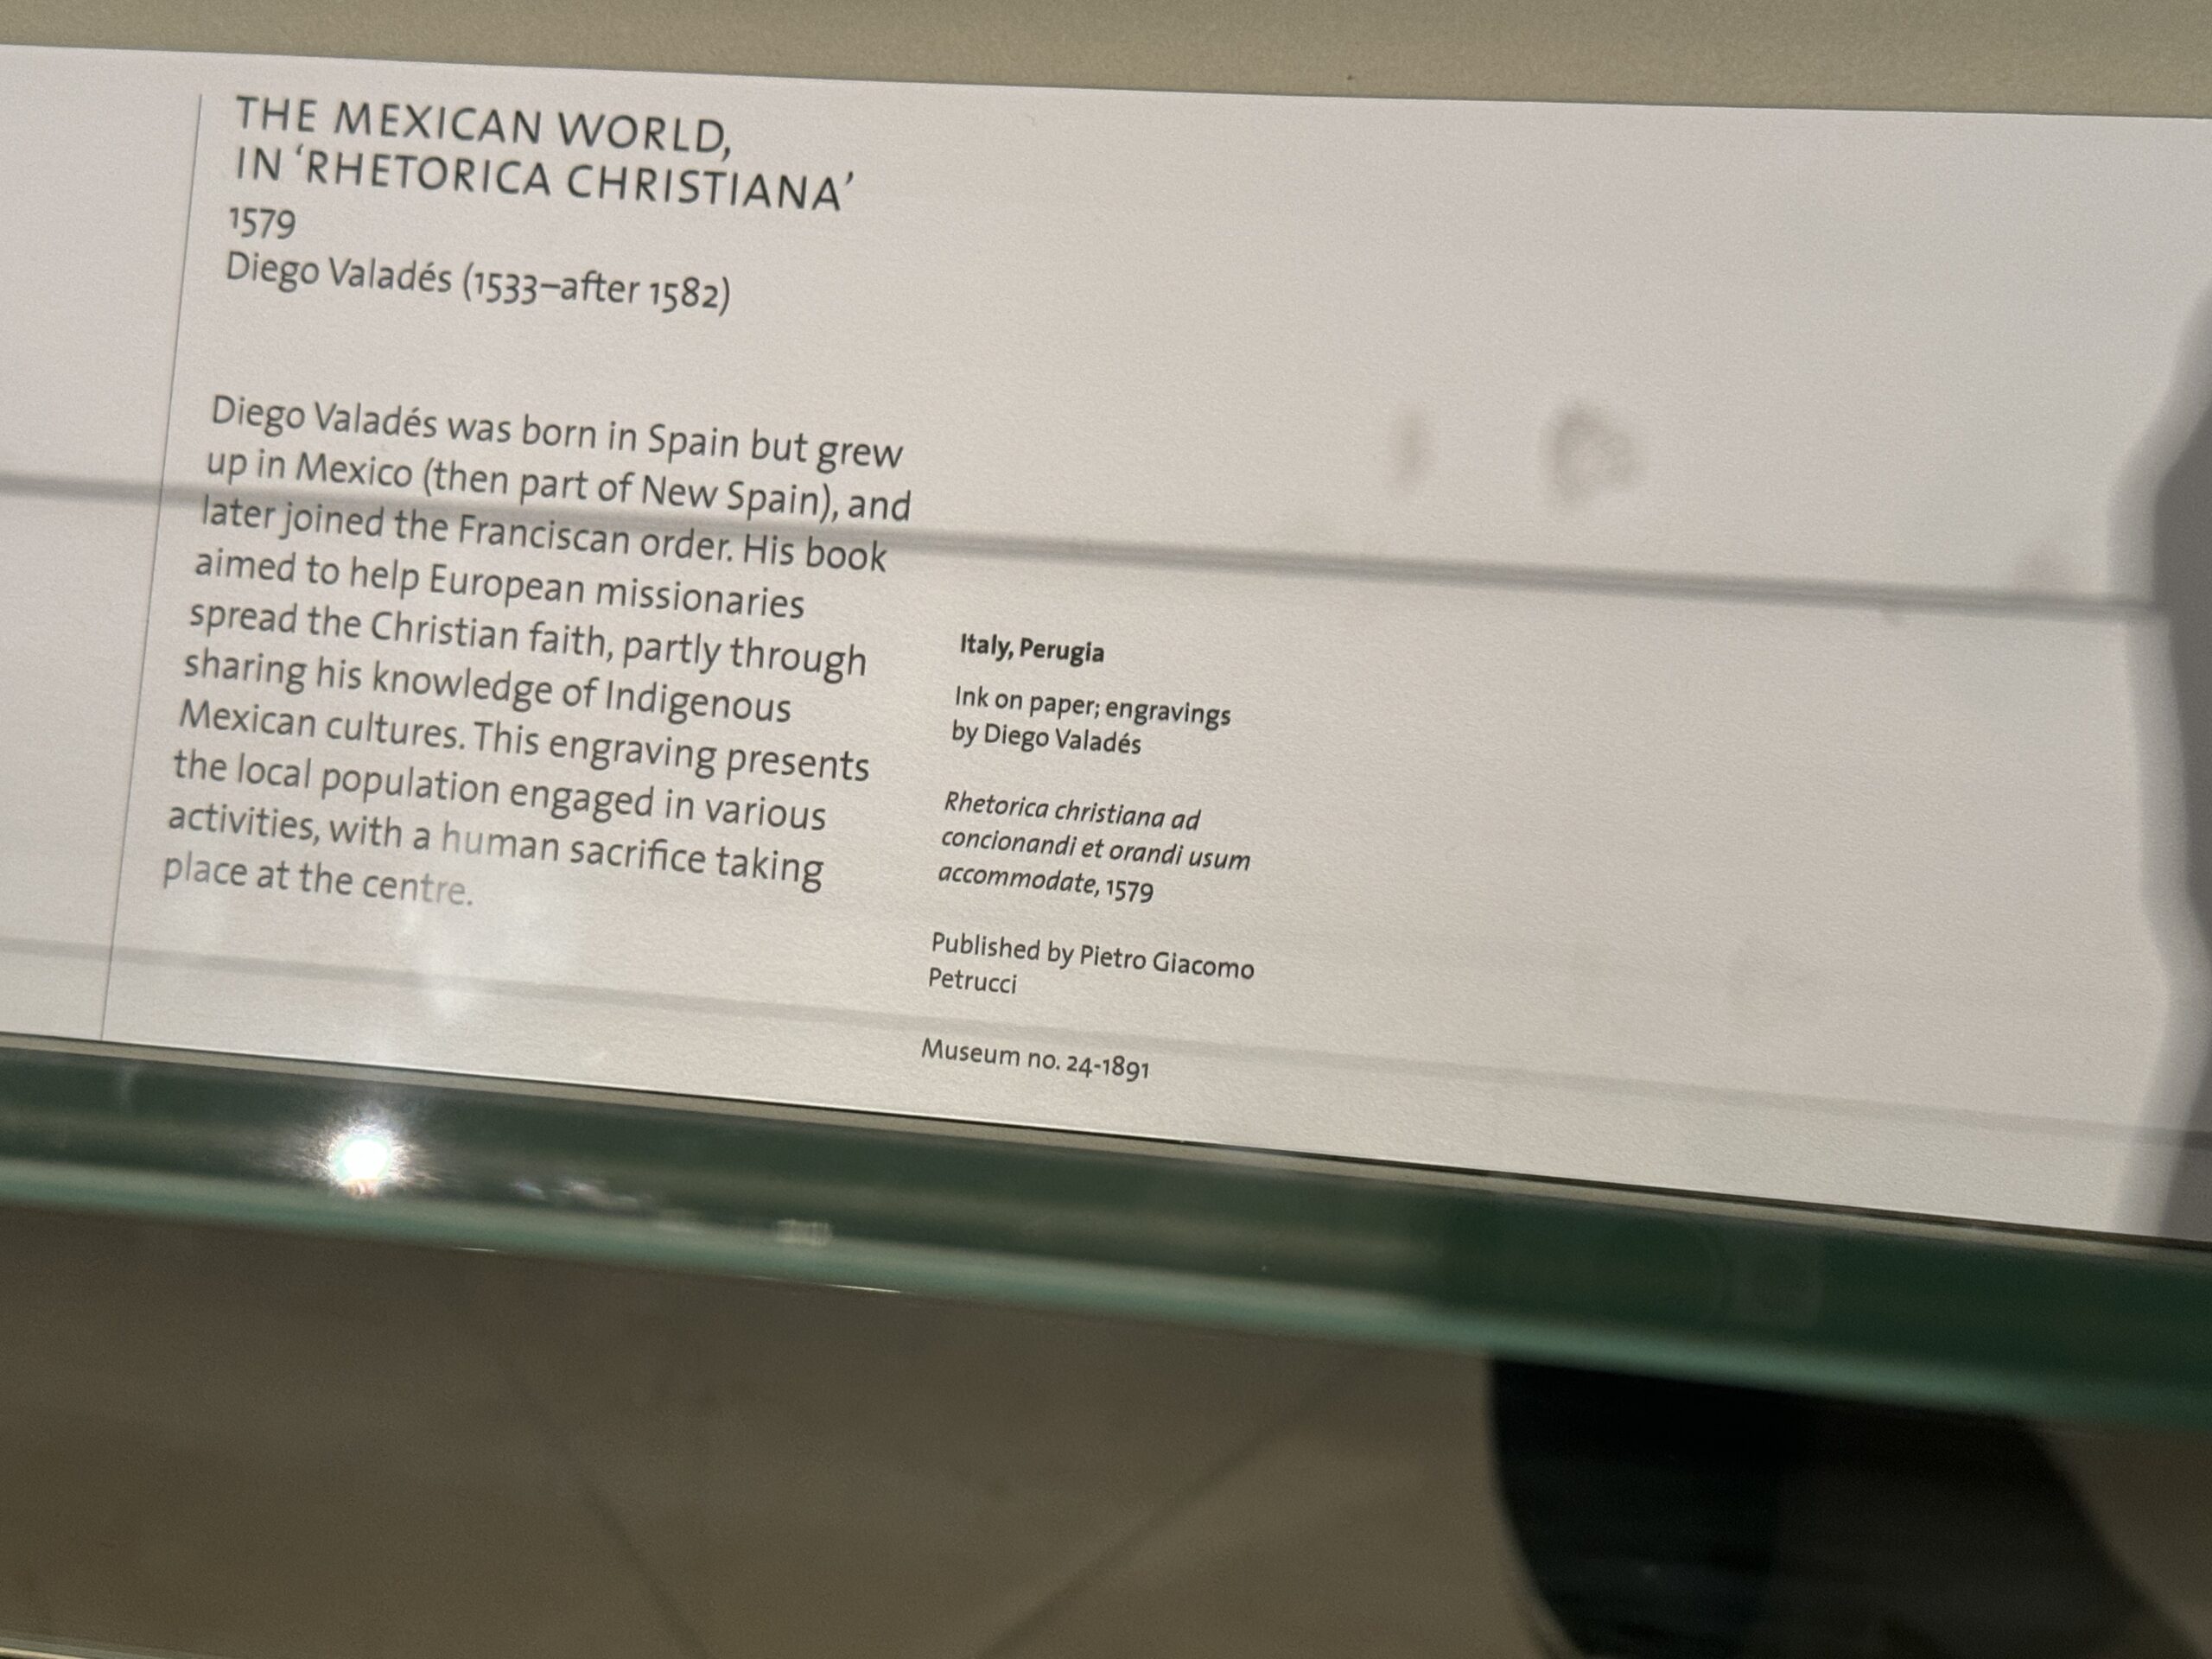 THE MEXICAN WORLD,
IN ‘RHETORICA CHRISTIANA’
1579
Diego Valadés (1533–after 1582)
Diego Valadés was born in Spain but grew
up in Mexico (then part of New Spain), and
later joined the Franciscan order. His book
aimed to help European missionaries
spread the Christian faith, partly through
sharing his knowledge of Indigenous
Mexican cultures. This engraving presents
the local population engaged in various
activities, with a human sacrifice taking
place at the centre.
Italy, Perugia
Ink on paper; engravings
by Diego Valadés
Rhetorica christiana ad
concionandi et orandi usum
accommodate, 1579
Published by Pietro Giacomo
Petrucci
Museum no. 24-1891